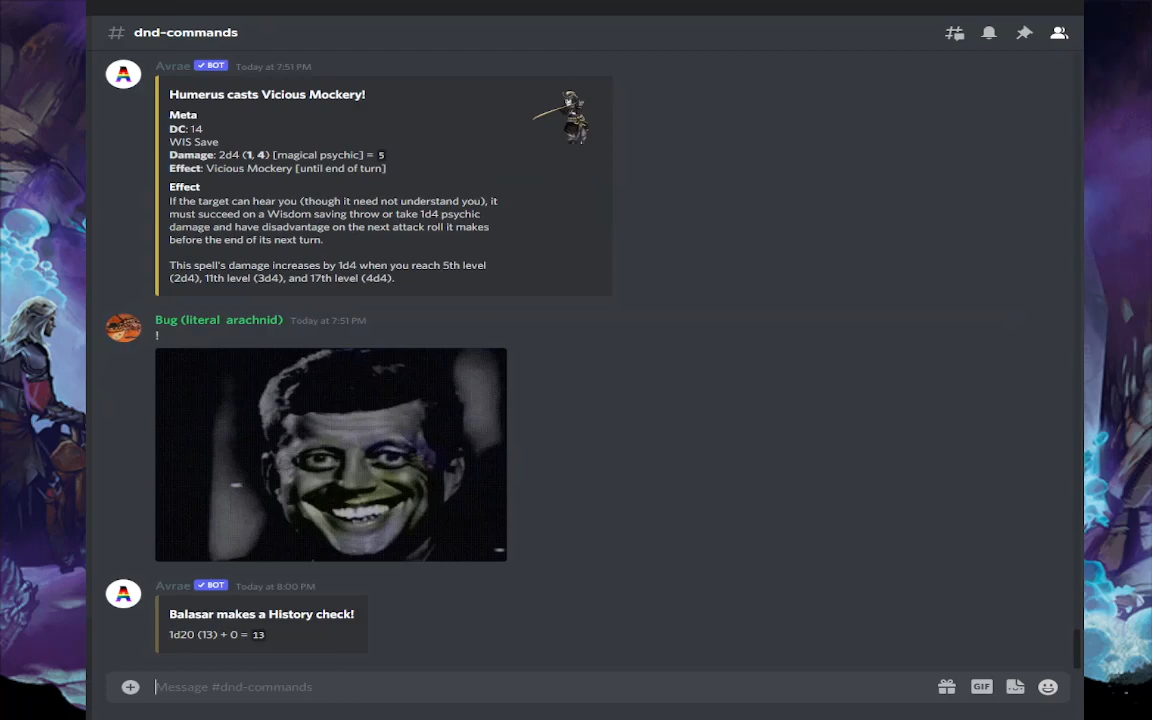 # dnd-commands
Avrae ✓ BOT Today at 7:51 PM
Humerus casts Vicious Mockery!
Meta
DC: 14
WIS Save
Damage: 2d4 (1, 4) [magical psychic] = 5
Effect: Vicious Mockery [until end of turn]
Effect
If the target can hear you (though it need not understand you), it
must succeed on a Wisdom saving throw or take 1d4 psychic
damage and have disadvantage on the next attack roll it makes
before the end of its next turn.
This spell's damage increases by 1d4 when you reach 5th level
(2d4), 11th level (3d4), and 17th level (4d4).
Bug (literal arachnid) Today at 7:51 PM
!
Avrae ✓ BOT Today at 8:00 PM
Balasar makes a History check!
1d20 (13) + 0 = 13
Message #dnd-commands
GIF